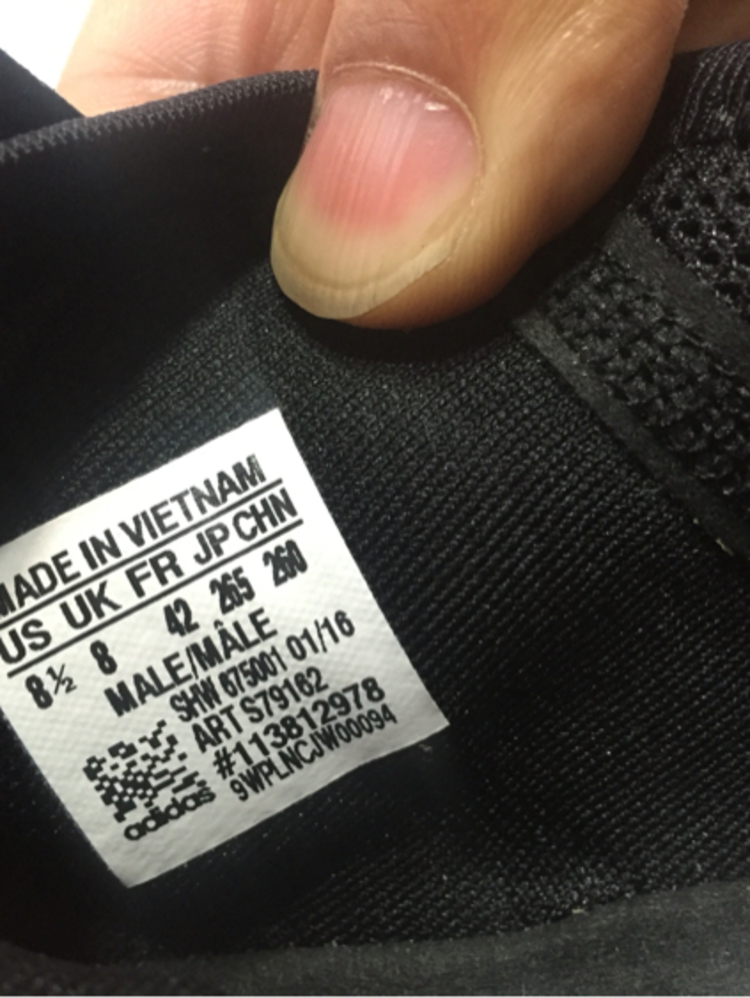 MADE IN VIETNAM
US UK FR JP CHN
8½ 8 42 265 260
MALE/MÂLE
SHW 675001 01/16
ART S79162
#113812978
9WPLNCJW00094
adidas